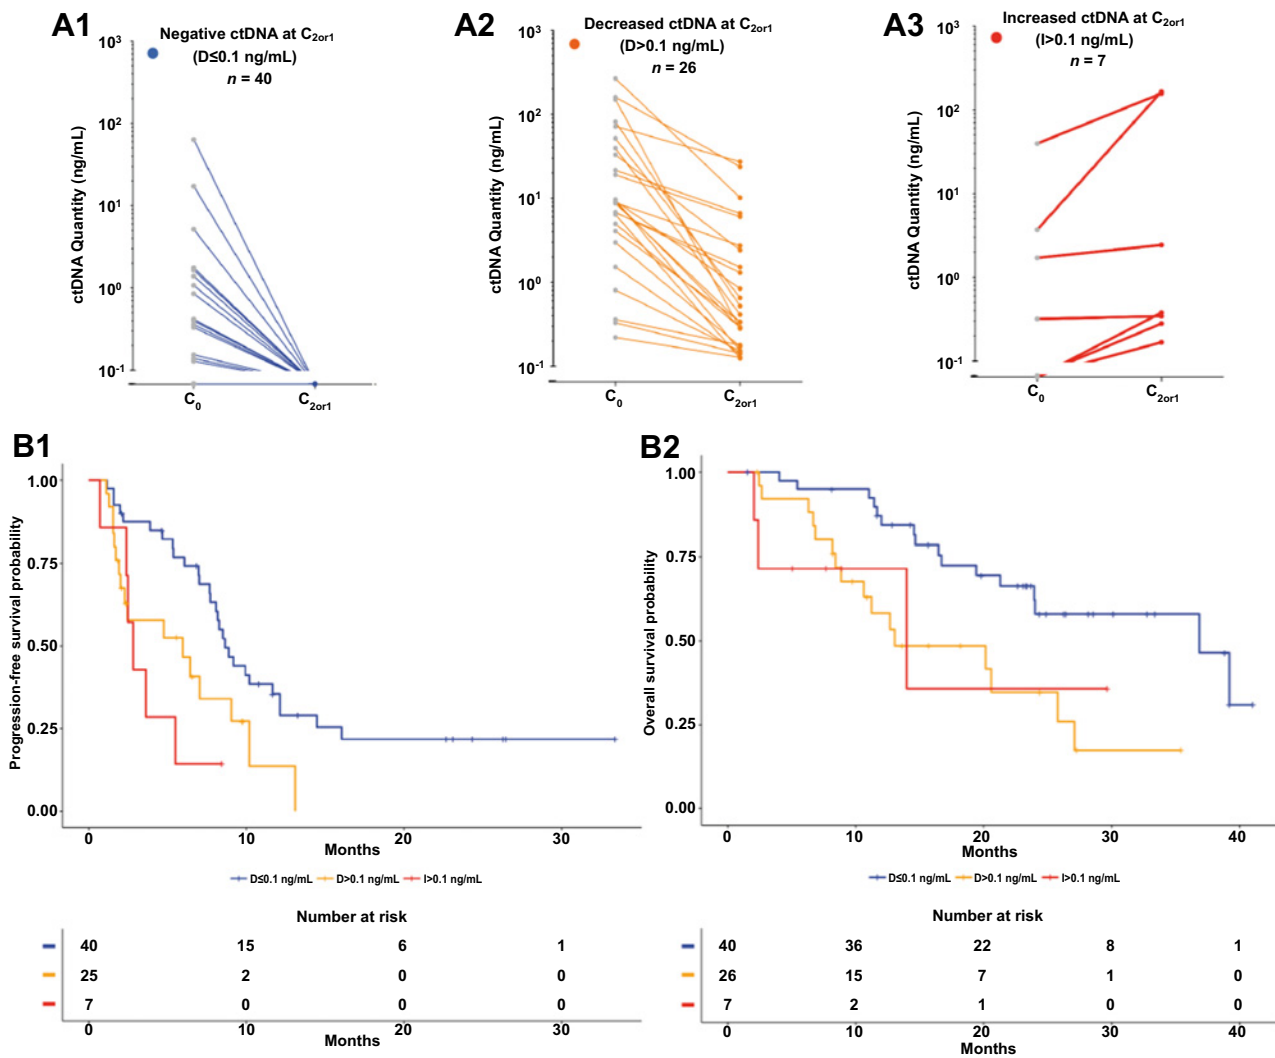 A1
Negative ctDNA at C2or1
(D≤0.1 ng/mL)
n = 40
ctDNA Quantity (ng/mL)
10³
10²
10¹
10⁰
10⁻¹
C0
C2or1
A2
Decreased ctDNA at C2or1
(D>0.1 ng/mL)
n = 26
ctDNA Quantity (ng/mL)
10³
10²
10¹
10⁰
10⁻¹
C0
C2or1
A3
Increased ctDNA at C2or1
(I>0.1 ng/mL)
n = 7
ctDNA Quantity (ng/mL)
10³
10²
10¹
10⁰
10⁻¹
C0
C2or1
B1
Progression-free survival probability
1.00
0.75
0.50
0.25
0.00
0 10 20 30
Months
D≤0.1 ng/mL D>0.1 ng/mL I>0.1 ng/mL
Number at risk
40 15 6 1
25 2 0 0
7 0 0 0
0 10 20 30
Months
B2
Overall survival probability
1.00
0.75
0.50
0.25
0.00
0 10 20 30 40
Months
D≤0.1 ng/mL D>0.1 ng/mL I>0.1 ng/mL
Number at risk
40 36 22 8 1
26 15 7 1 0
7 2 1 0 0
0 10 20 30 40
Months